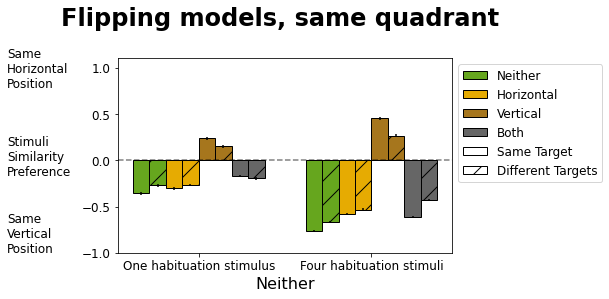 Flipping models, same quadrant
Same
Horizontal
Position
Stimuli
Similarity
Preference
Same
Vertical
Position
1.0
0.5
0.0
−0.5
−1.0
One habituation stimulus
Four habituation stimuli
Neither
Neither
Horizontal
Vertical
Both
Same Target
Different Targets